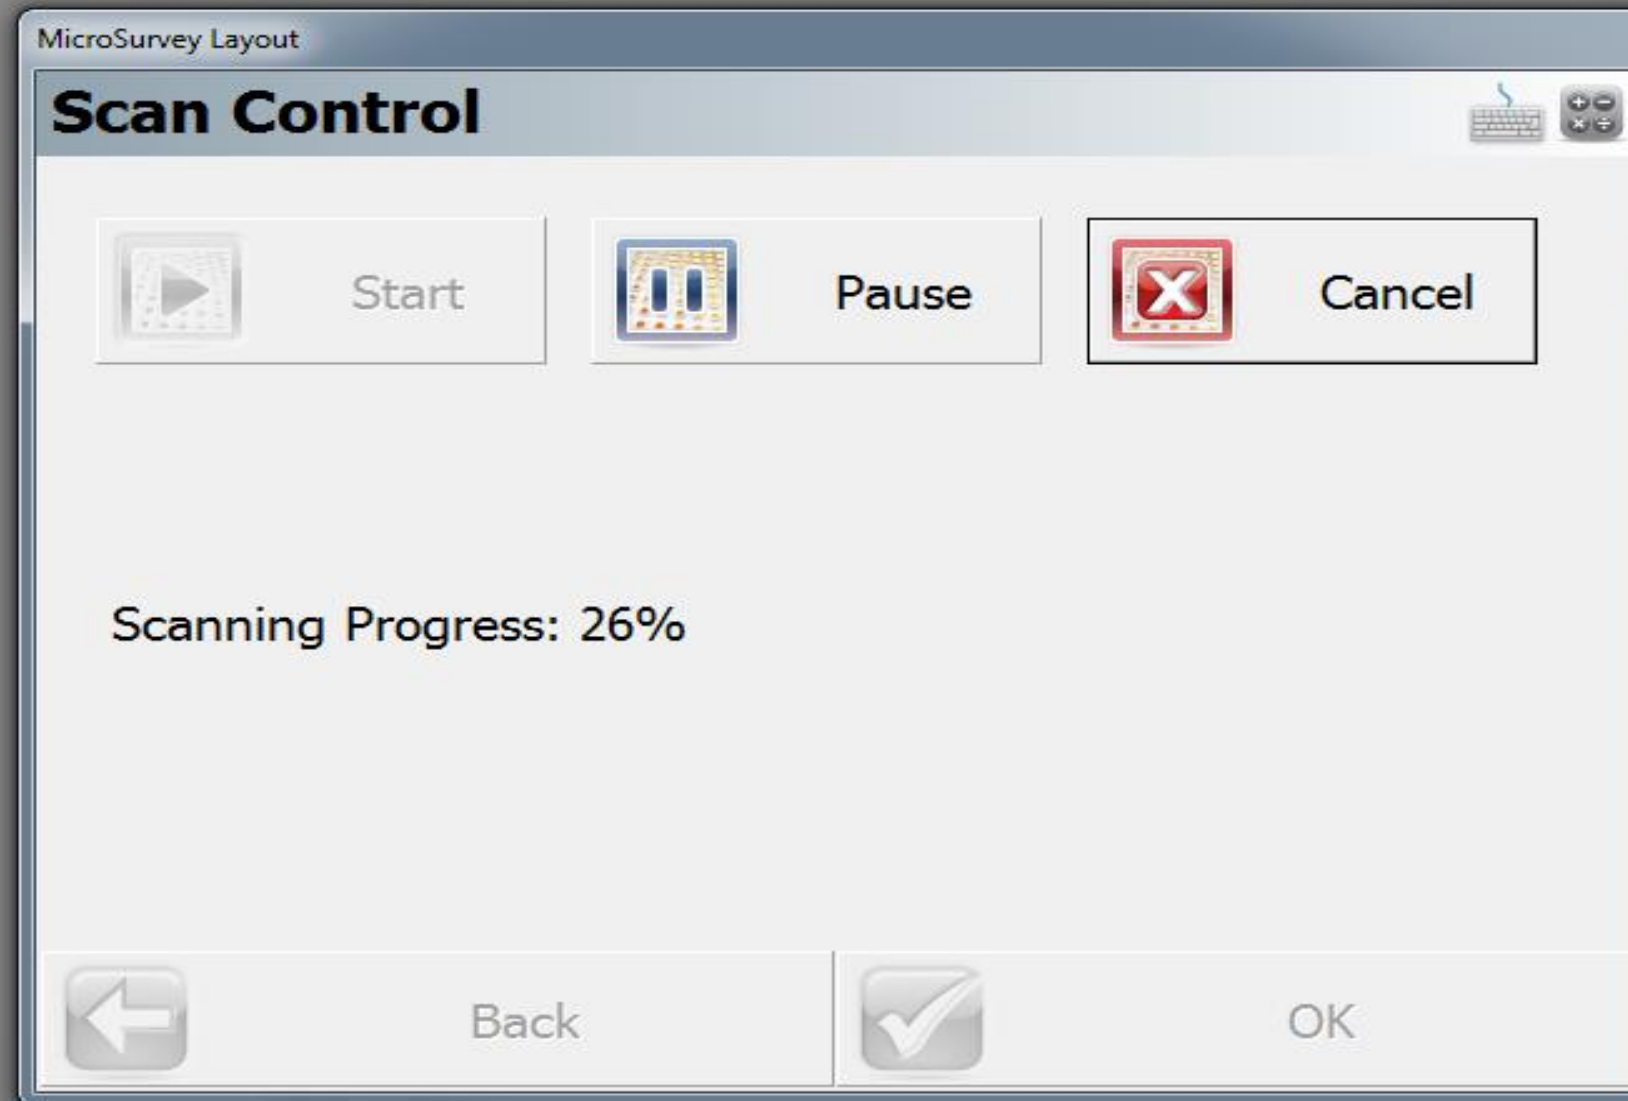 MicroSurvey Layout
Scan Control
Start
Pause
Cancel
Scanning Progress: 26%
Back
OK